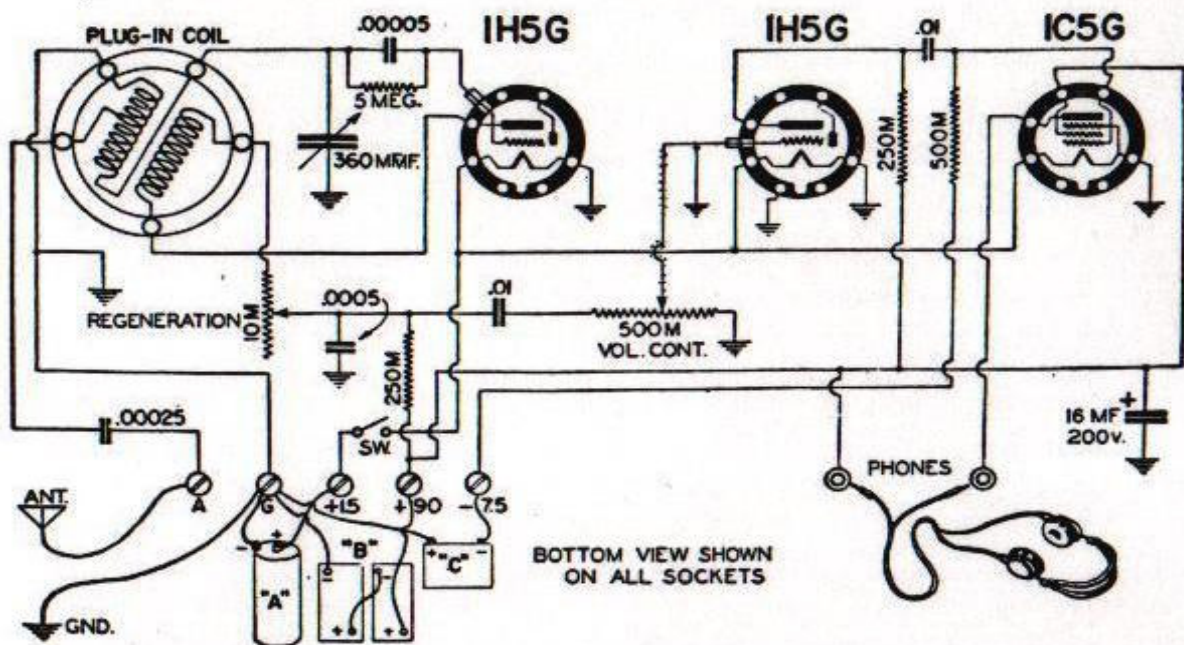 PLUG-IN COIL
.00005
1H5G
1H5G
.01
1C5G
5 MEG.
360 MMF.
250M
500M
REGENERATION
10M
.0005
.01
500M
VOL. CONT.
250M
.00025
SW.
+
16 MF
200V.
PHONES
ANT.
A
G
+1.5
+90
-7.5
- +
"B"
+ -
"C"
"A"
- -
+ +
BOTTOM VIEW SHOWN
ON ALL SOCKETS
GND.